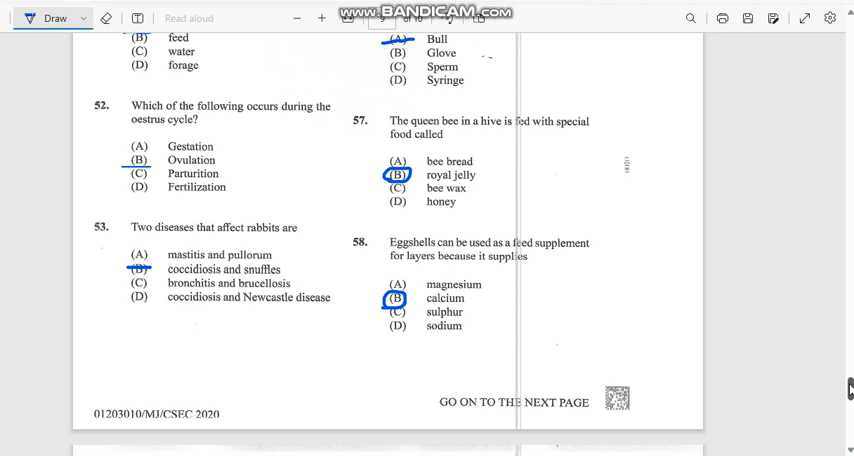 Draw
Read aloud
9 of 10
www.BANDICAM.com
(B) feed
(C) water
(D) forage
52. Which of the following occurs during the
oestrus cycle?
(A) Gestation
(B) Ovulation
(C) Parturition
(D) Fertilization
53. Two diseases that affect rabbits are
(A) mastitis and pullorum
(B) coccidiosis and snuffles
(C) bronchitis and brucellosis
(D) coccidiosis and Newcastle disease
(A) Bull
(B) Glove
(C) Sperm
(D) Syringe
57. The queen bee in a hive is fed with special
food called
(A) bee bread
(B) royal jelly
(C) bee wax
(D) honey
58. Eggshells can be used as a feed supplement
for layers because it supplies
(A) magnesium
(B calcium
(C) sulphur
(D) sodium
GO ON TO THE NEXT PAGE
01203010/MJ/CSEC 2020